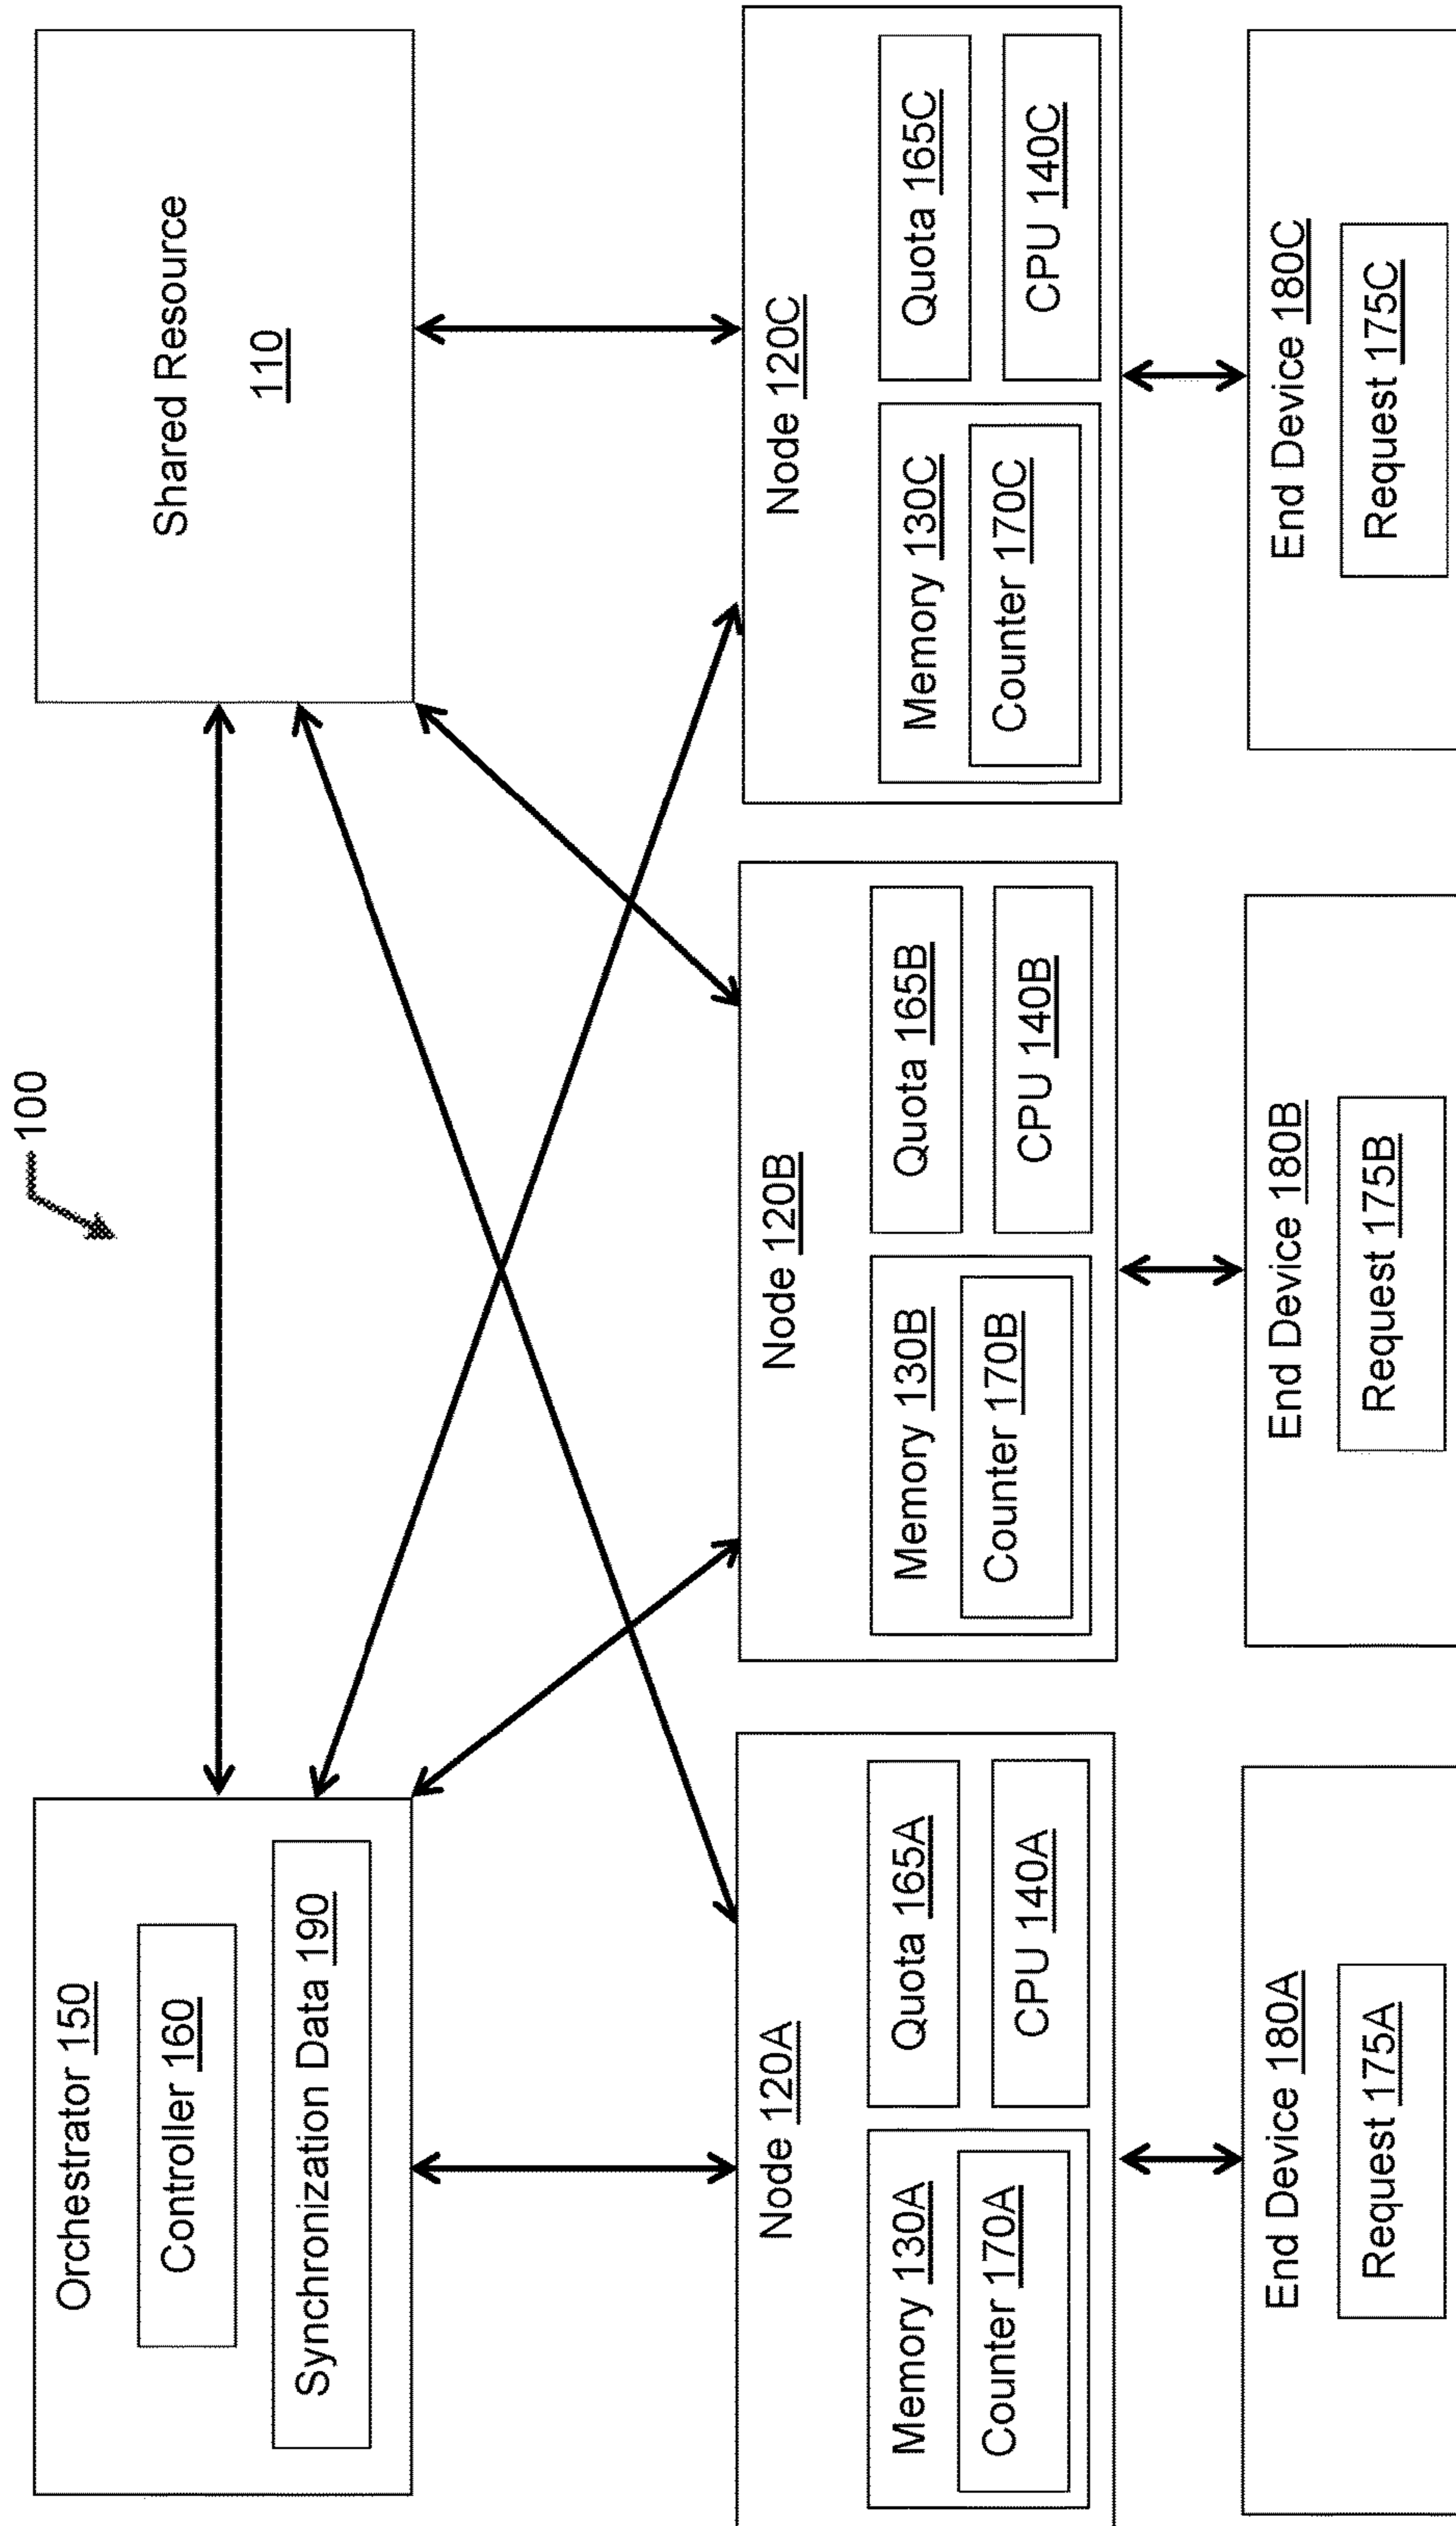 100
Orchestrator 150
Controller 160
Synchronization Data 190
Shared Resource
110
Node 120A
Memory 130A
Counter 170A
Quota 165A
CPU 140A
Node 120B
Memory 130B
Counter 170B
Quota 165B
CPU 140B
Node 120C
Memory 130C
Counter 170C
Quota 165C
CPU 140C
End Device 180A
Request 175A
End Device 180B
Request 175B
End Device 180C
Request 175C